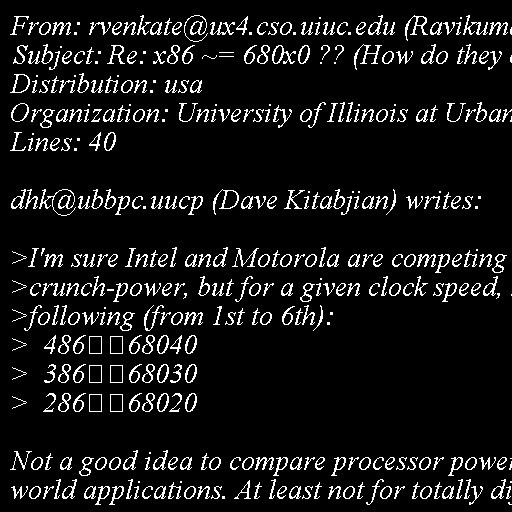 From: rvenkate@ux4.cso.uiuc.edu (Ravikum
Subject: Re: x86 ~= 680x0 ?? (How do they
Distribution: usa
Organization: University of Illinois at Urban
Lines: 40
dhk@ubbpc.uucp (Dave Kitabjian) writes:
>I'm sure Intel and Motorola are competing
>crunch-power, but for a given clock speed,
>following (from 1st to 6th):
>  486□□68040
>  386□□68030
>  286□□68020
Not a good idea to compare processor power
world applications. At least not for totally di